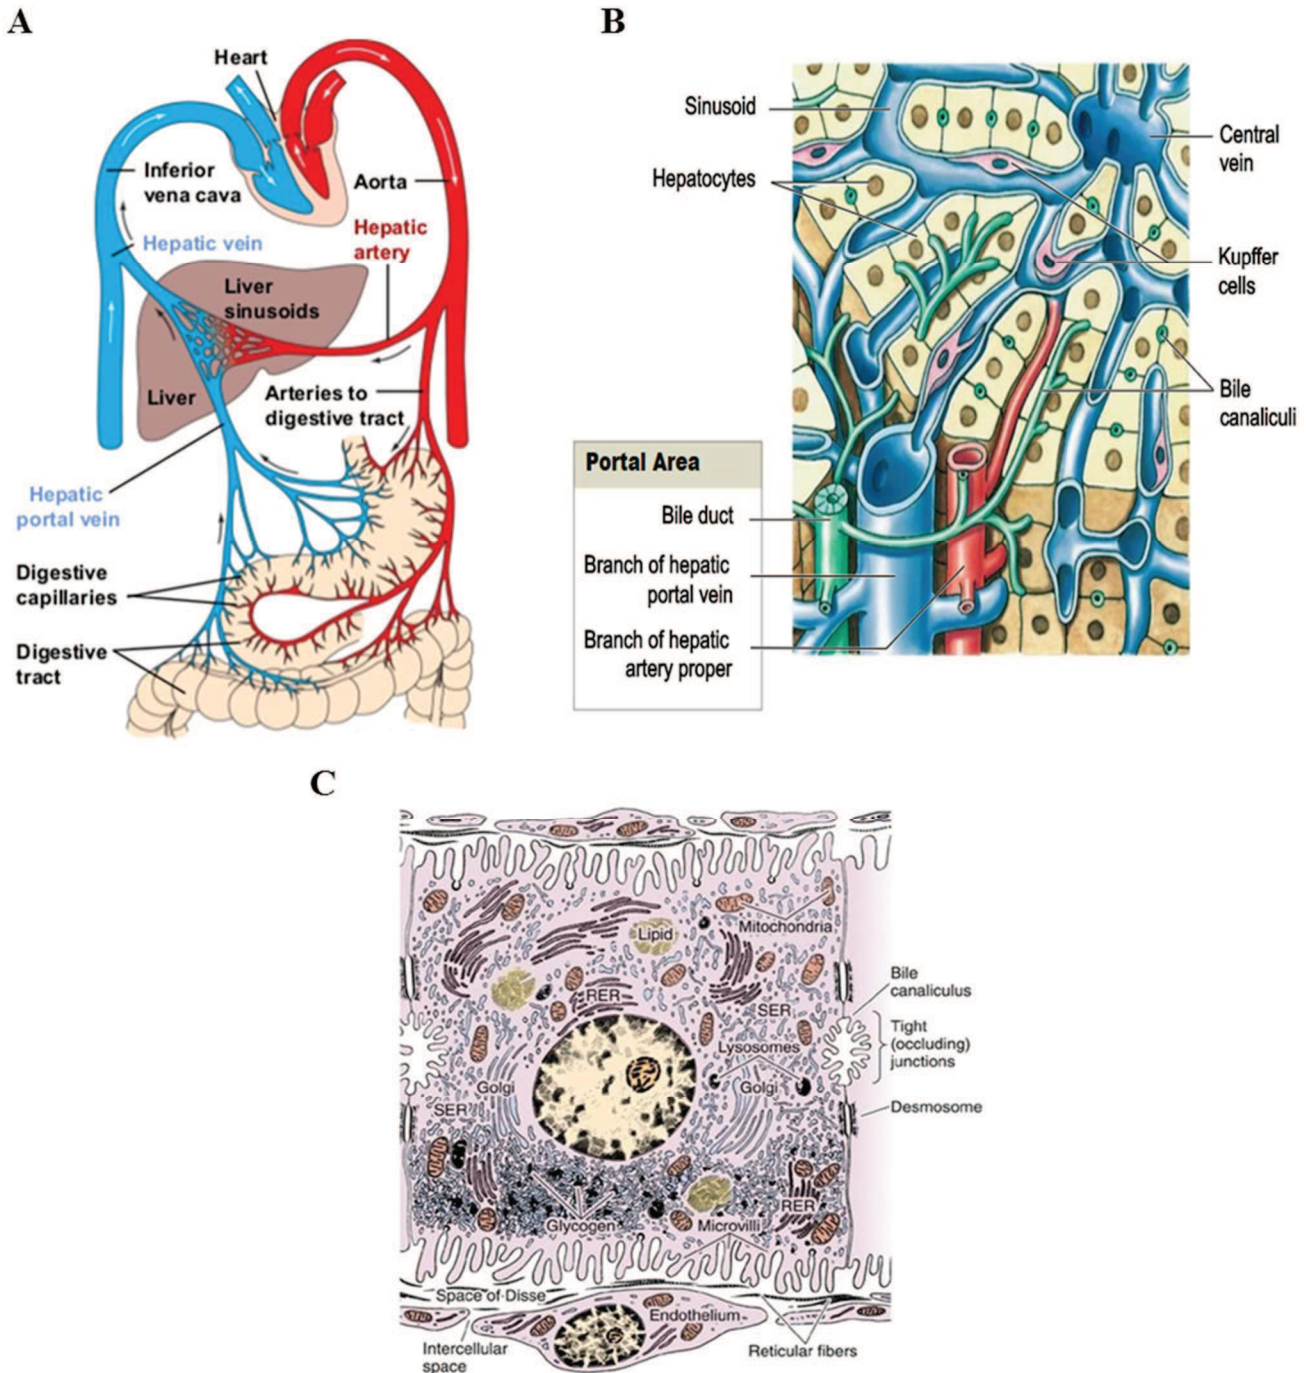 A
Heart
Inferior
vena cava
Aorta
Hepatic vein
Hepatic
artery
Liver
sinusoids
Liver
Arteries to
digestive tract
Hepatic
portal vein
Digestive
capillaries
Digestive
tract
B
Sinusoid
Hepatocytes
Central
vein
Kupffer
cells
Bile
canaliculi
Portal Area
Bile duct
Branch of hepatic
portal vein
Branch of hepatic
artery proper
C
Mitochondria
Lipid
RER
SER
Lysosomes
Golgi
Golgi
SER
Bile
canaliculus
Tight
(occluding)
junctions
Desmosome
RER
Glycogen
Microvilli
Space of Disse
Endothelium
Intercellular
space
Reticular fibers